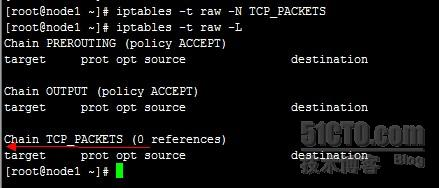 [root@node1 ~]# iptables -t raw -N TCP_PACKETS
[root@node1 ~]# iptables -t raw -L
Chain PREROUTING (policy ACCEPT)
target     prot opt source               destination

Chain OUTPUT (policy ACCEPT)
target     prot opt source               destination

Chain TCP_PACKETS (0 references)
target     prot opt source               destination
[root@node1 ~]#
51CTO.com
技术博客 Blog